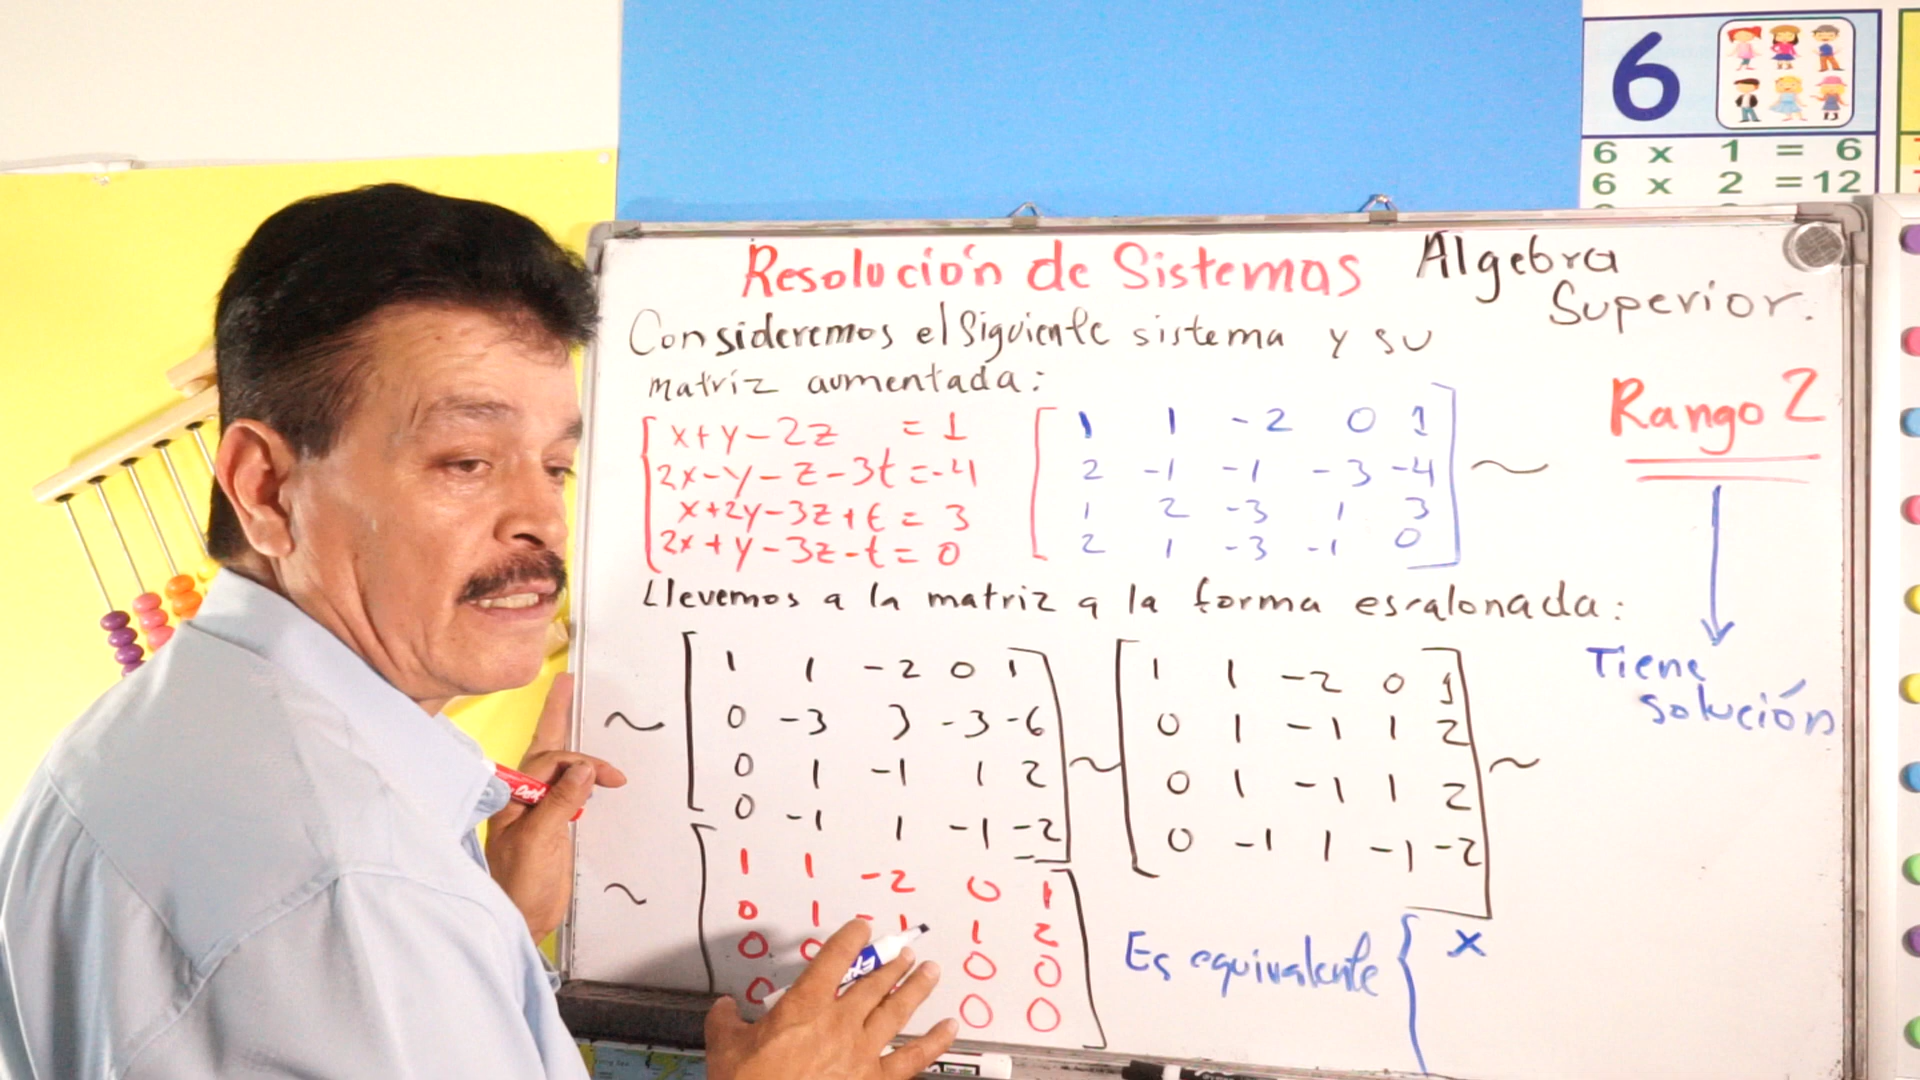 6
6 x 1 = 6
6 x 2 = 12
Resolución de Sistemas Algebra
Superior.
Consideremos el Siguiente sistema y su
matríz aumentada:
x+y-2z = 1
2x-y-z-3t=-4
x+2y-3z+t=3
2x+y-3z-t=0
1 1 -2 0 1
2 -1 -1 -3 -4 ~
1 2 -3 1 3
2 1 -3 -1 0
Rango 2
Tiene
solución
Llevemos a la matriz a la forma escalonada:
1 1 -2 0 1
~ 0 -3 3 -3 -6
0 1 -1 1 2 ~
0 -1 1 -1 -2
1 1 -2 0 1
0 1 -1 1 2
0 1 -1 1 2 ~
0 -1 1 -1 -2
1 1 -2 0 1
~ 0 1 -1 1 2
0 0 0 0
0 0 0
Es equivalente { x